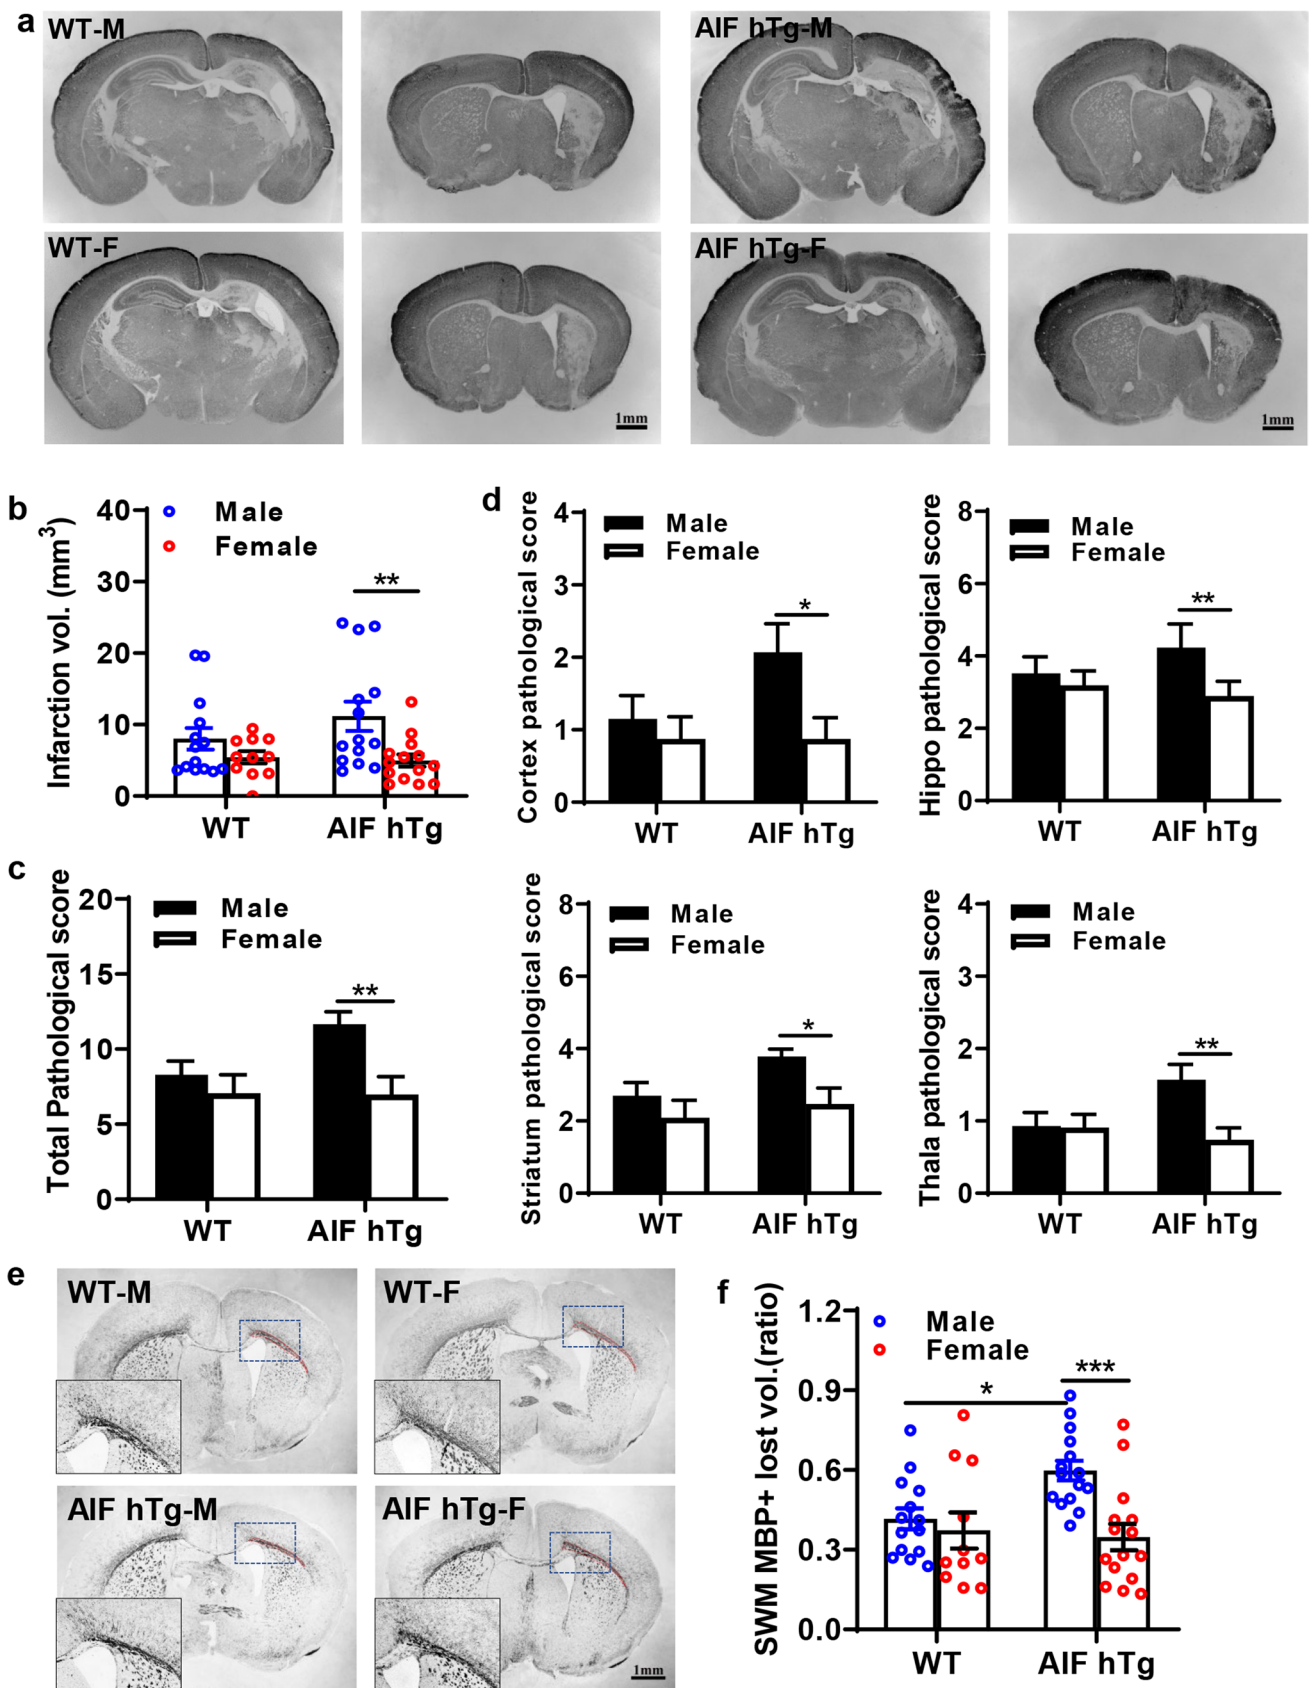 a
WT-M
AIF hTg-M
WT-F
AIF hTg-F
1mm
1mm
b
Infarction vol. (mm³)
40
30
20
10
0
Male
Female
**
WT
AIF hTg
d
Cortex pathological score
4
3
2
1
0
Male
Female
*
WT
AIF hTg
Hippo pathological score
8
6
4
2
0
Male
Female
**
WT
AIF hTg
c
Total Pathological score
20
15
10
5
0
Male
Female
**
WT
AIF hTg
Striatum pathological score
8
6
4
2
0
Male
Female
*
WT
AIF hTg
Thala pathological score
4
3
2
1
0
Male
Female
**
WT
AIF hTg
e
WT-M
WT-F
AIF hTg-M
AIF hTg-F
1mm
f
SWM MBP+ lost vol.(ratio)
1.2
0.9
0.6
0.3
0.0
Male
Female
*
***
WT
AIF hTg